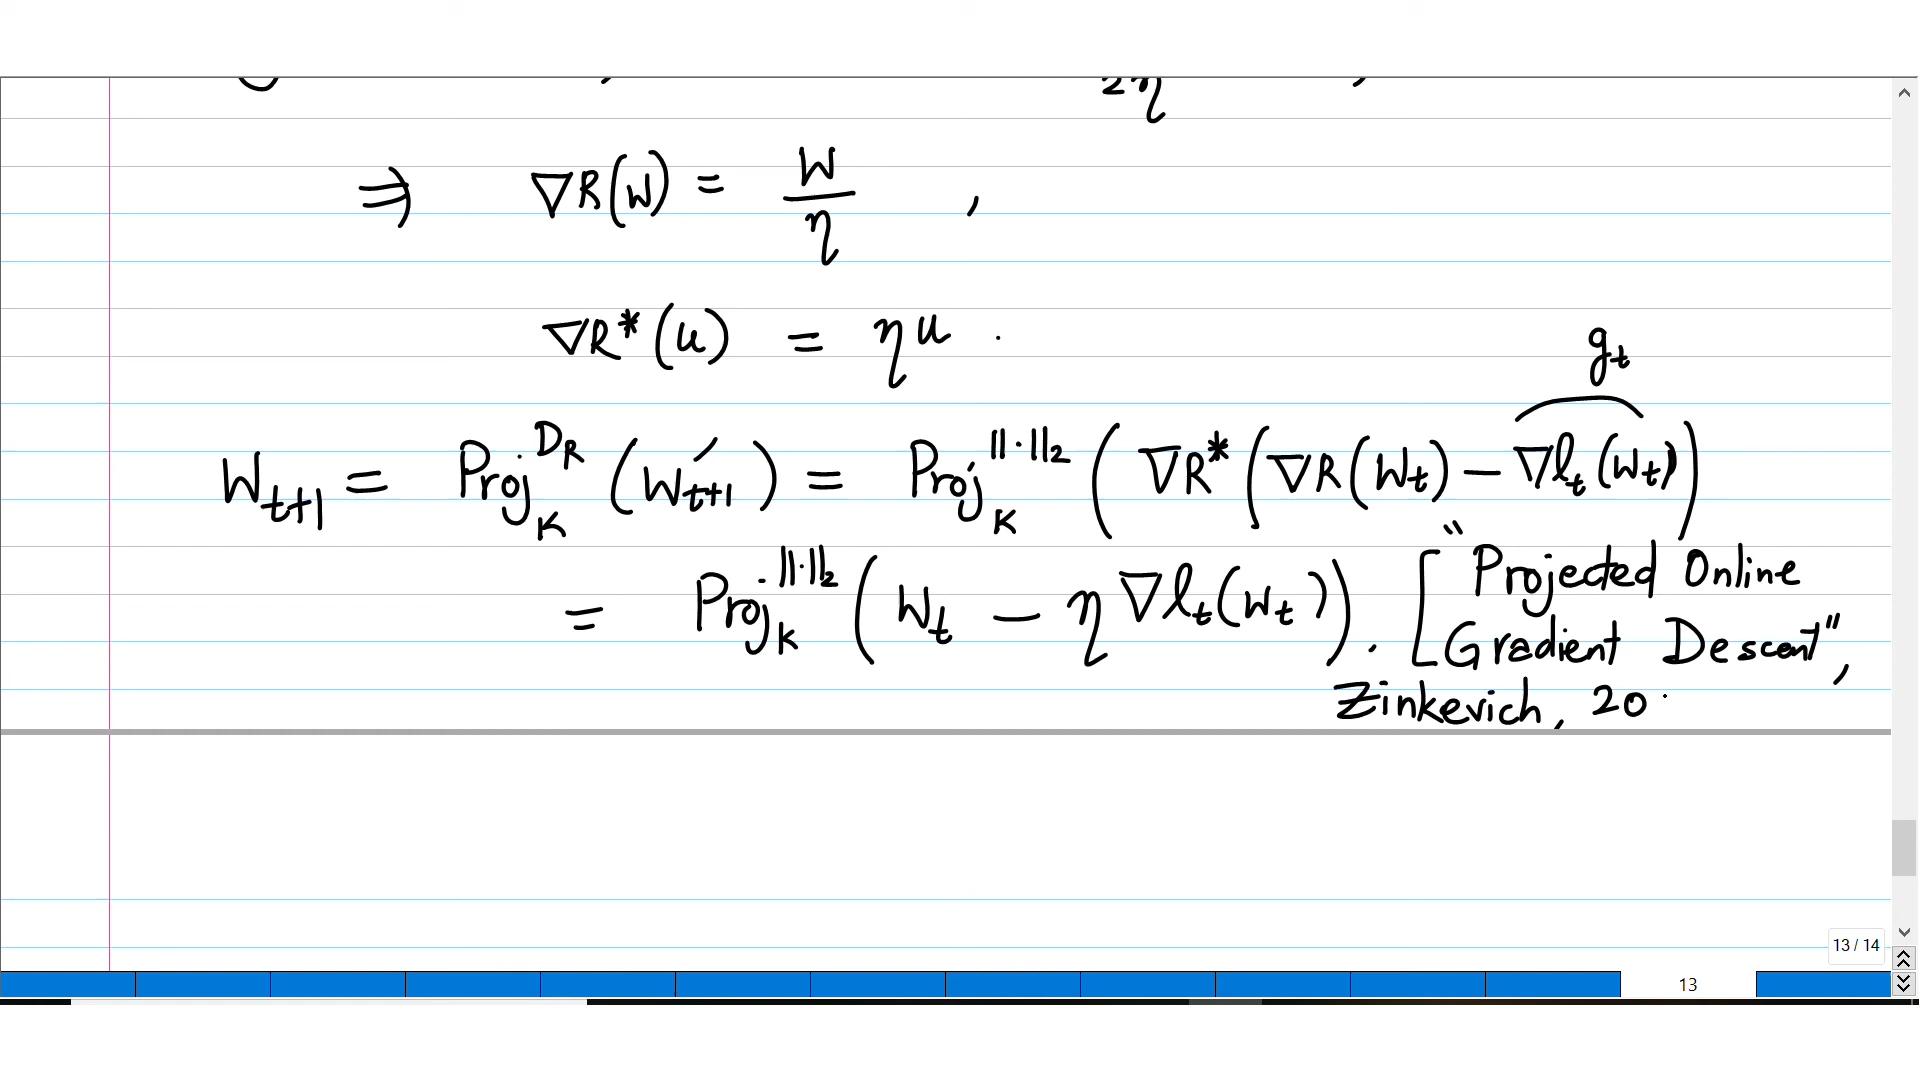 2η
⇒ ∇R(W) = W/η ,
∇R*(u) = ηu .
g_t
W_{t+1} = Proj_K^{D_R} (W'_{t+1}) = Proj_K^{||·||_2} ( ∇R* (∇R(W_t) − ∇l_t(W_t))
= Proj_K^{||·||_2} ( W_t − η ∇l_t(W_t) ) . [ "Projected Online
Gradient Descent",
Zinkevich, 20
13 / 14
13